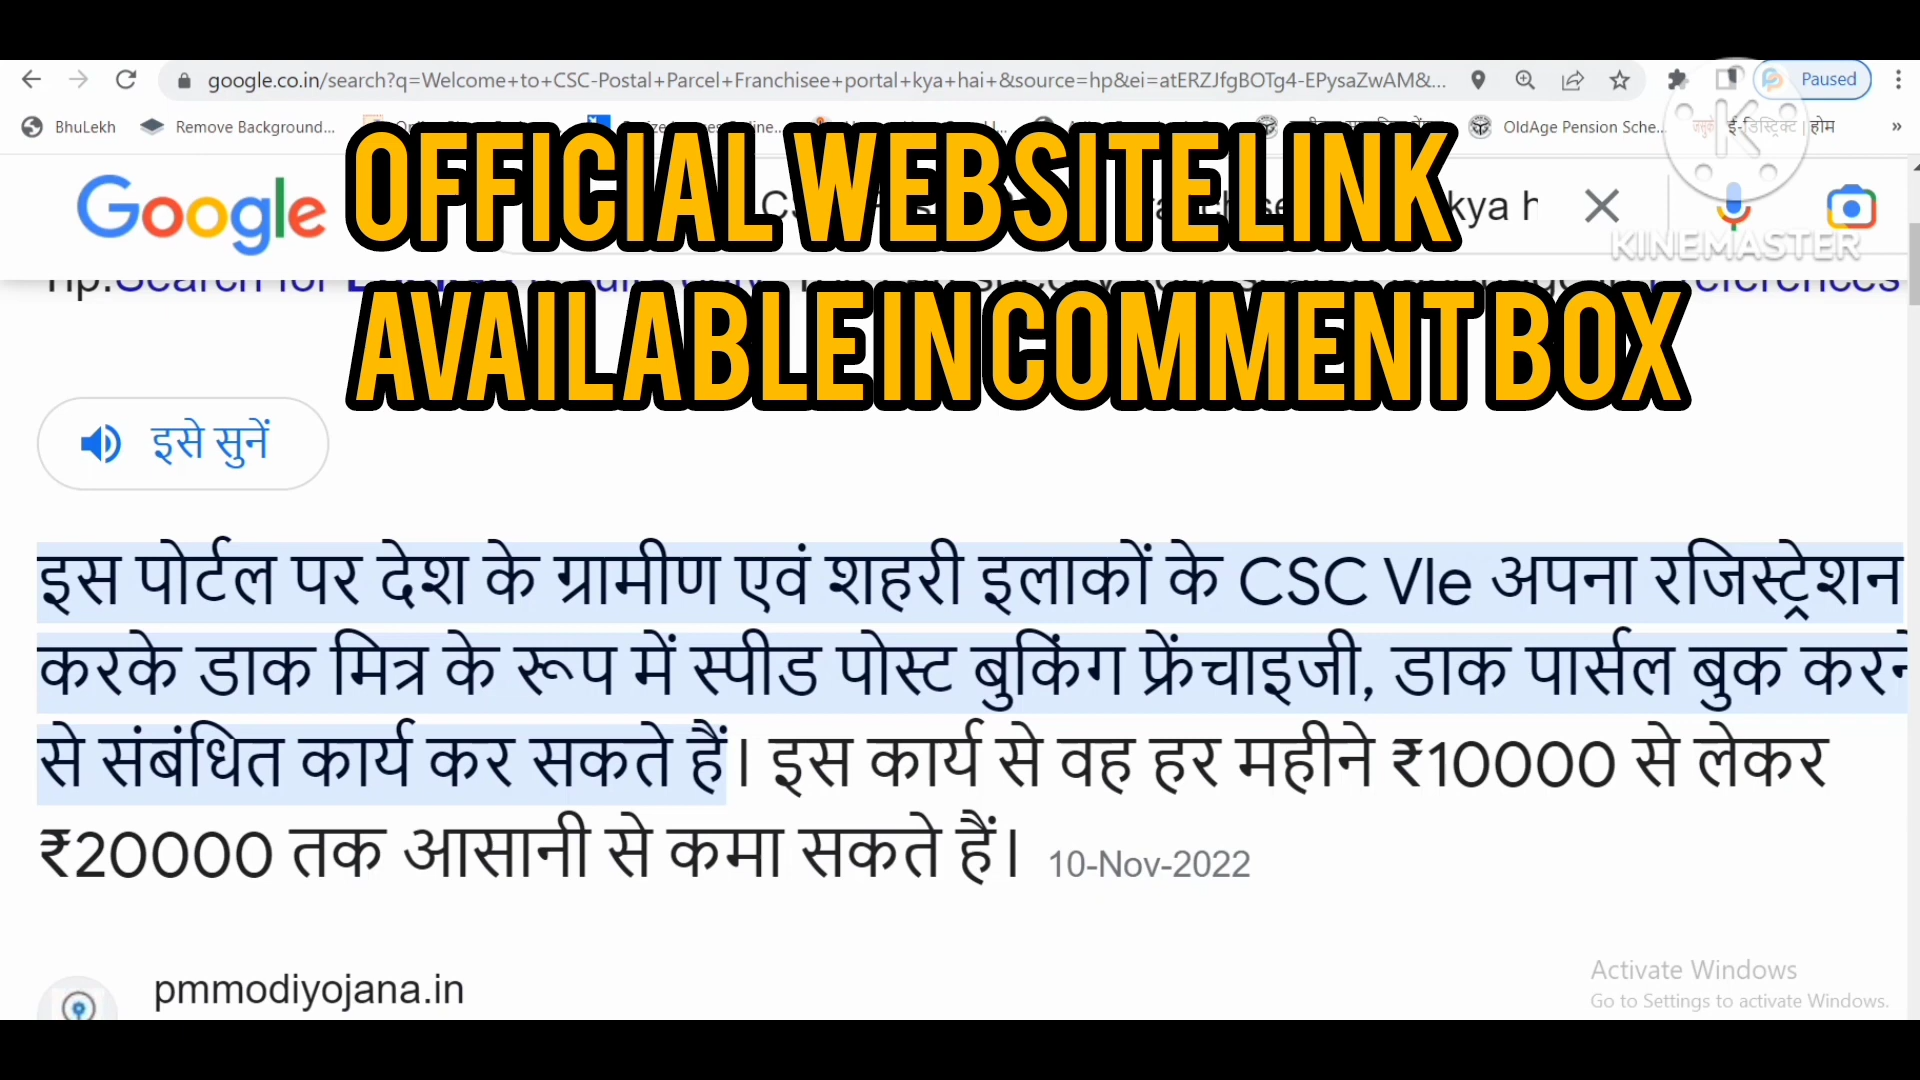 google.co.in/search?q=Welcome+to+CSC-Postal+Parcel+Franchisee+portal+kya+hai+&source=hp&ei=atERZJfgBOTg4-EPysaZwAM&...
Paused
BhuLekh
Remove Background...
OldAge Pension Sche...
ई-डिस्ट्रिक्ट | होम
»
Google
kya h
KINEMASTER
OFFICIAL WEBSITE LINK
AVAILABLE IN COMMENT BOX
इसे सुनें
इस पोर्टल पर देश के ग्रामीण एवं शहरी इलाकों के CSC Vle अपना रजिस्ट्रेशन
करके डाक मित्र के रूप में स्पीड पोस्ट बुकिंग फ्रेंचाइजी, डाक पार्सल बुक करने
से संबंधित कार्य कर सकते हैं। इस कार्य से वह हर महीने ₹10000 से लेकर
₹20000 तक आसानी से कमा सकते हैं। 10-Nov-2022
pmmodiyojana.in
Activate Windows
Go to Settings to activate Windows.